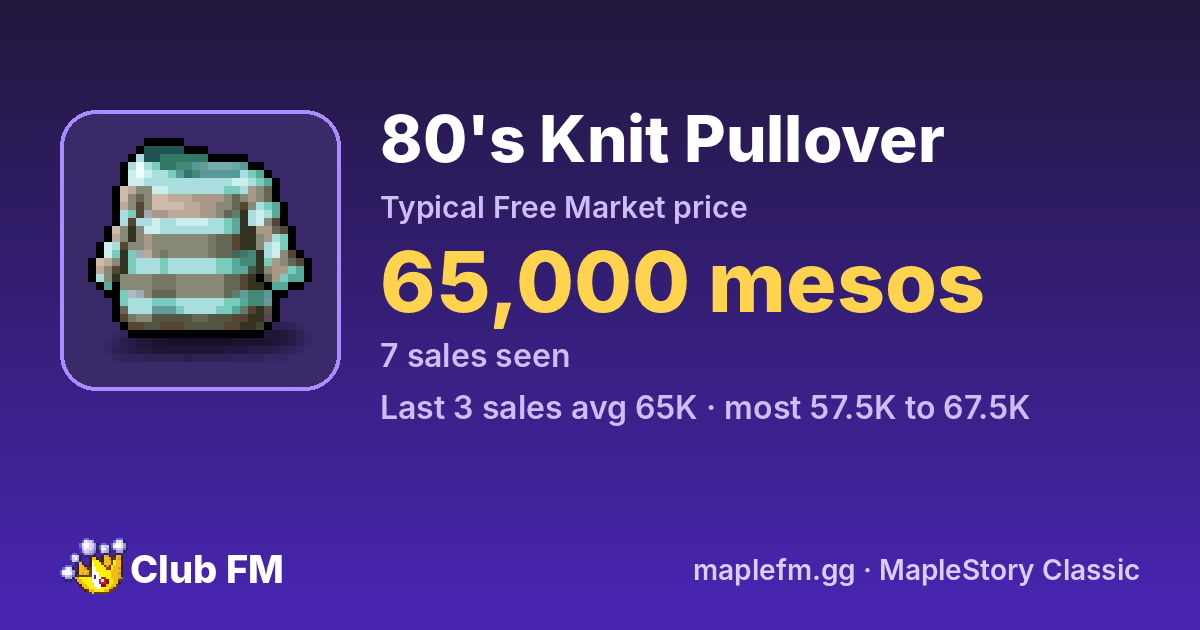 80's Knit Pullover
Typical Free Market price
65,000 mesos
7 sales seen
Last 3 sales avg 65K · most 57.5K to 67.5K
Club FM
maplefm.gg · MapleStory Classic